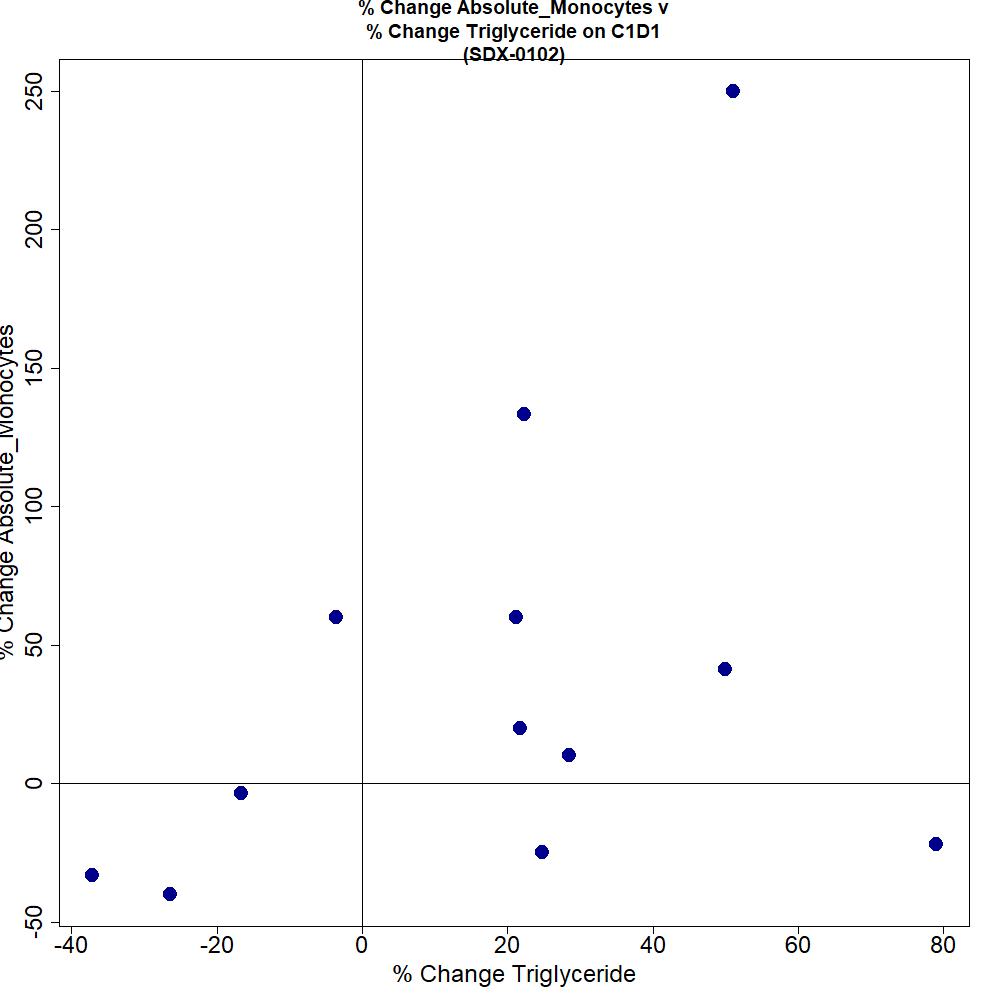 % Change Absolute_Monocytes v
% Change Triglyceride on C1D1
(SDX-0102)
% Change Absolute_Monocytes
250
200
150
100
50
0
-50
-40
-20
0
20
40
60
80
% Change Triglyceride